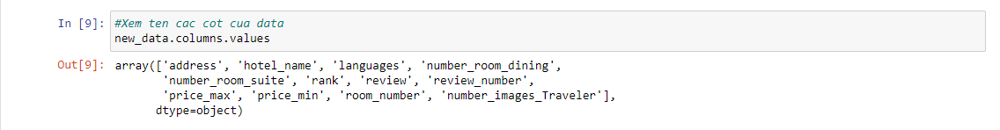 In [9]: #Xem ten cac cot cua data
new_data.columns.values
Out[9]: array(['address', 'hotel_name', 'languages', 'number_room_dining',
'number_room_suite', 'rank', 'review', 'review_number',
'price_max', 'price_min', 'room_number', 'number_images_Traveler'],
dtype=object)